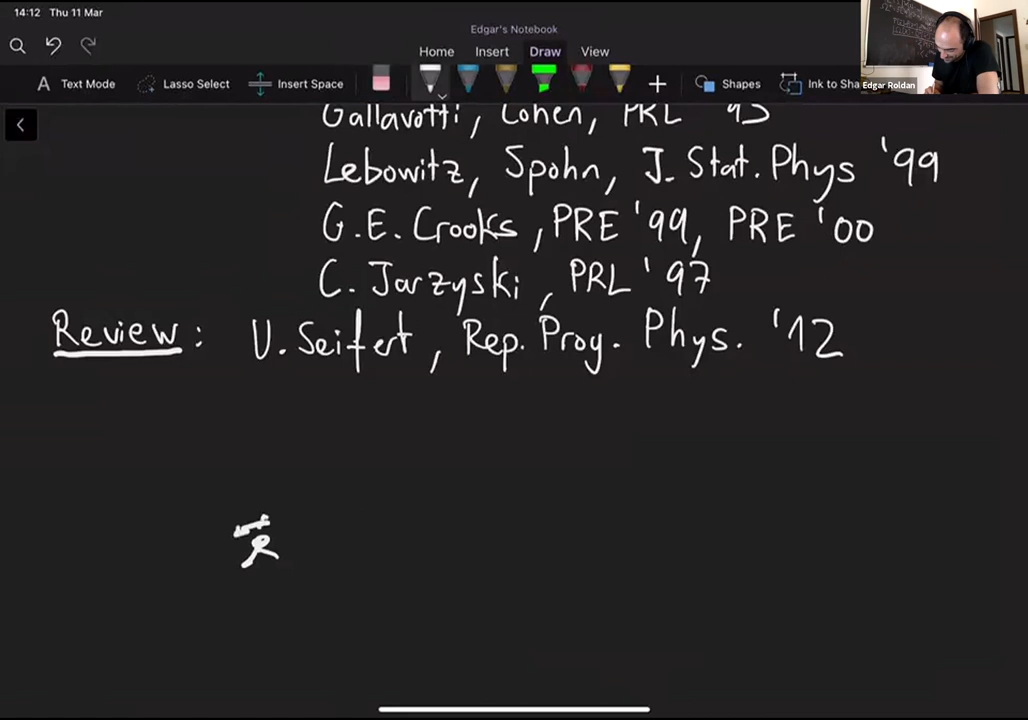 14:12 Thu 11 Mar
Edgar's Notebook
Home Insert Draw View
Text Mode Lasso Select Insert Space Shapes Ink to Sha
Edgar Roldan
Gallavotti, Cohen, PRL '95
Lebowitz, Spohn, J. Stat. Phys '99
G.E. Crooks, PRE '99, PRE '00
C. Jarzyski, PRL '97
Review: U. Seifert, Rep. Prog. Phys. '12